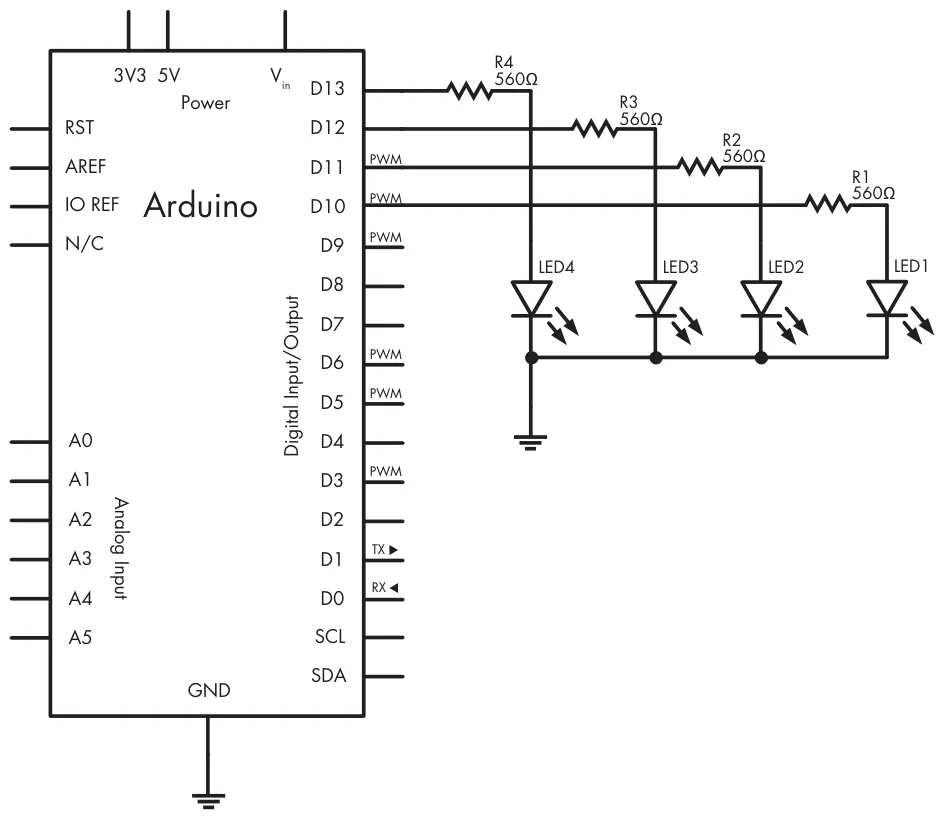 3V3 5V
V in
Power
RST
AREF
IO REF
N/C
Arduino
A0
A1
A2
A3
A4
A5
Analog Input
GND
Digital Input/Output
D13
D12
D11 PWM
D10 PWM
D9 PWM
D8
D7
D6 PWM
D5 PWM
D4
D3 PWM
D2
D1 TX ▶
D0 RX ◀
SCL
SDA
R4
560Ω
R3
560Ω
R2
560Ω
R1
560Ω
LED4
LED3
LED2
LED1